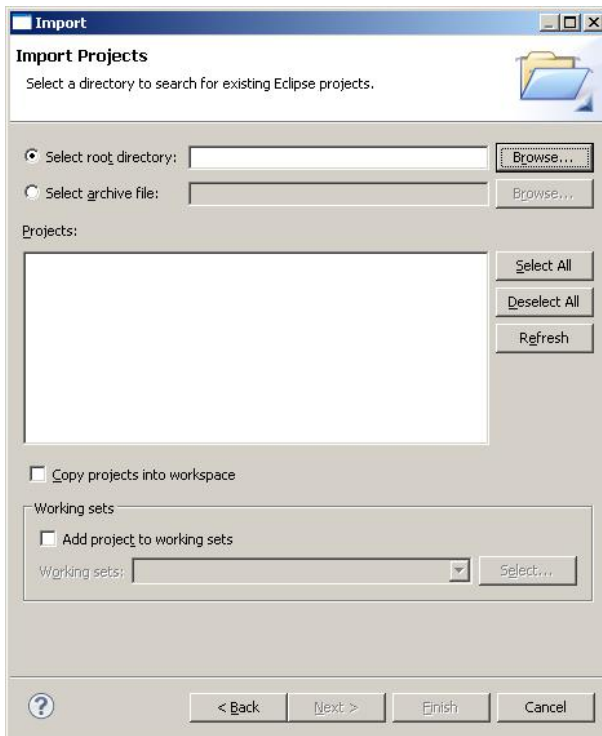 Import
Import Projects
Select a directory to search for existing Eclipse projects.
Select root directory: Browse...
Select archive file: Browse...
Projects:
Select All
Deselect All
Refresh
Copy projects into workspace
Working sets
Add project to working sets
Working sets: Select...
? < Back Next > Finish Cancel